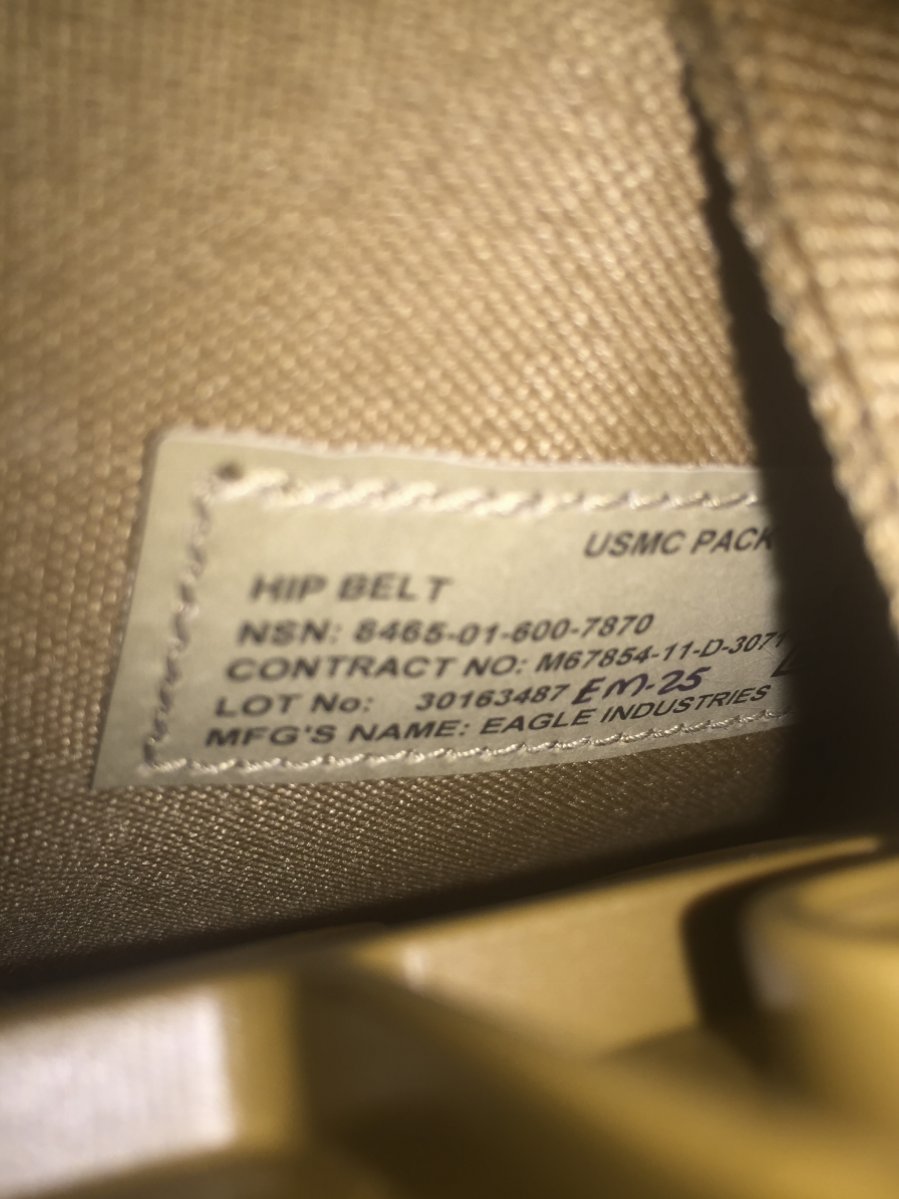 USMC PACK
HIP BELT
NSN: 8465-01-600-7870
CONTRACT NO: M67854-11-D-3071
LOT No: 30163487 EM-25
MFG'S NAME: EAGLE INDUSTRIES